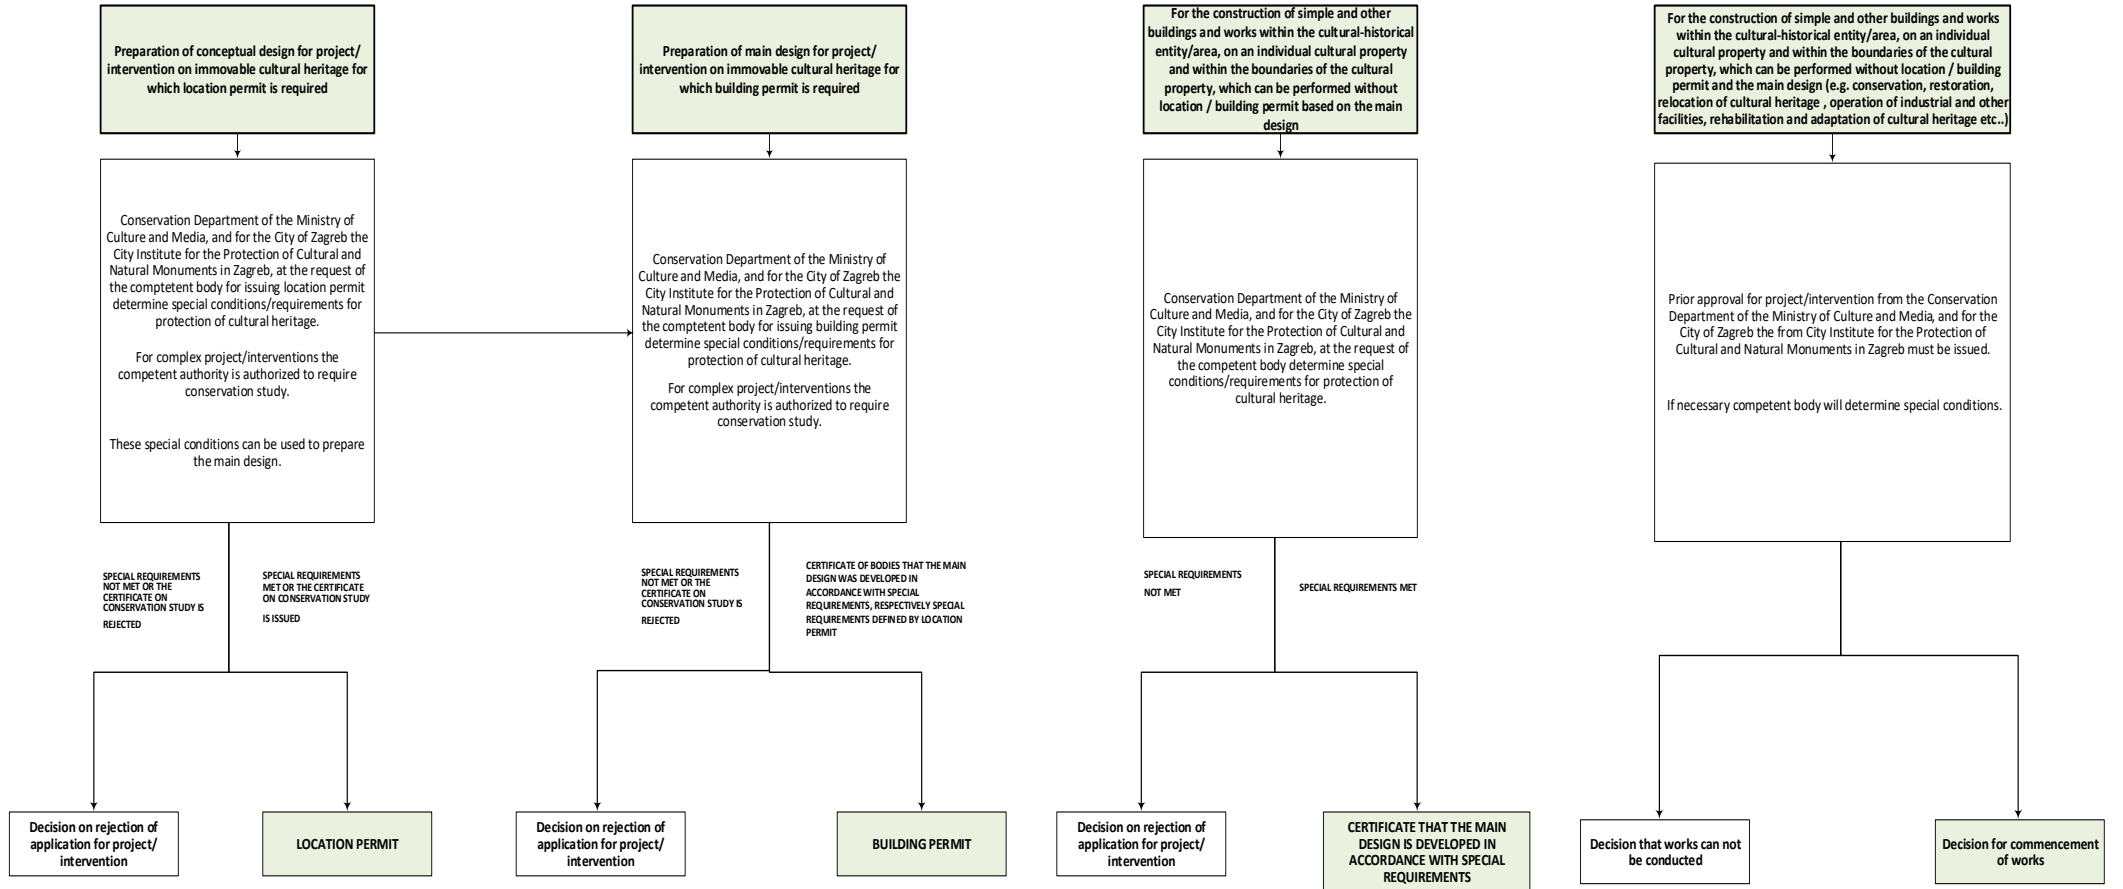 Preparation of conceptual design for project/
intervention on immovable cultural heritage for
which location permit is required
Conservation Department of the Ministry of
Culture and Media, and for the City of Zagreb the
City Institute for the Protection of Cultural and
Natural Monuments in Zagreb, at the request of
the comptetent body for issuing location permit
determine special conditions/requirements for
protection of cultural heritage.
For complex project/interventions the
competent authority is authorized to require
conservation study.
These special conditions can be used to prepare
the main design.
SPECIAL REQUIREMENTS
NOT MET OR THE
CERTIFICATE ON
CONSERVATION STUDY IS
REJECTED
SPECIAL REQUIREMENTS
MET OR THE CERTIFICATE
ON CONSERVATION STUDY
IS ISSUED
Decision on rejection of
application for project/
intervention
LOCATION PERMIT
Preparation of main design for project/
intervention on immovable cultural heritage for
which building permit is required
Conservation Department of the Ministry of
Culture and Media, and for the City of Zagreb the
City Institute for the Protection of Cultural and
Natural Monuments in Zagreb, at the request of
the comptetent body for issuing building permit
determine special conditions/requirements for
protection of cultural heritage.
For complex project/interventions the
competent authority is authorized to require
conservation study.
SPECIAL REQUIREMENTS
NOT MET OR THE
CERTIFICATE ON
CONSERVATION STUDY IS
REJECTED
CERTIFICATE OF BODIES THAT THE MAIN
DESIGN WAS DEVELOPED IN
ACCORDANCE WITH SPECIAL
REQUIREMENTS, RESPECTIVELY SPECIAL
REQUIREMENTS DEFINED BY LOCATION
PERMIT
Decision on rejection of
application for project/
intervention
BUILDING PERMIT
For the construction of simple and other
buildings and works within the cultural-historical
entity/area, on an individual cultural property
and within the boundaries of the cultural
property, which can be performed without
location / building permit based on the main
design
Conservation Department of the Ministry of
Culture and Media, and for the City of Zagreb the
City Institute for the Protection of Cultural and
Natural Monuments in Zagreb, at the request of
the competent body determine special
conditions/requirements for protection of
cultural heritage.
SPECIAL REQUIREMENTS
NOT MET
SPECIAL REQUIREMENTS MET
Decision on rejection of
application for project/
intervention
CERTIFICATE THAT THE MAIN
DESIGN IS DEVELOPED IN
ACCORDANCE WITH SPECIAL
REQUIREMENTS
For the construction of simple and other buildings and works
within the cultural-historical entity/area, on an individual
cultural property and within the boundaries of the cultural
property, which can be performed without location / building
permit and the main design (e.g. conservation, restoration,
relocation of cultural heritage , operation of industrial and other
facilities, rehabilitation and adaptation of cultural heritage etc..)
Prior approval for project/intervention from the Conservation
Department of the Ministry of Culture and Media, and for the
City of Zagreb the from City Institute for the Protection of
Cultural and Natural Monuments in Zagreb must be issued.
If necessary competent body will determine special conditions.
Decision that works can not
be conducted
Decision for commencement
of works